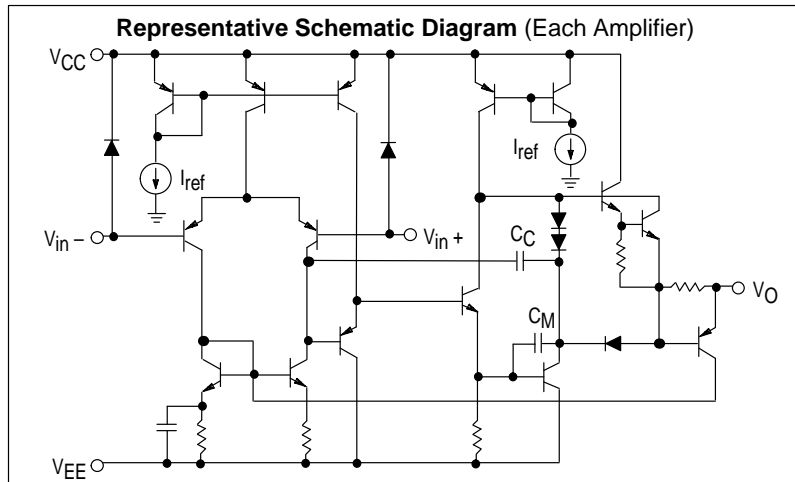 Representative Schematic Diagram (Each Amplifier)
VCC
Iref
Iref
Vin –
Vin +
CC
CM
VO
VEE